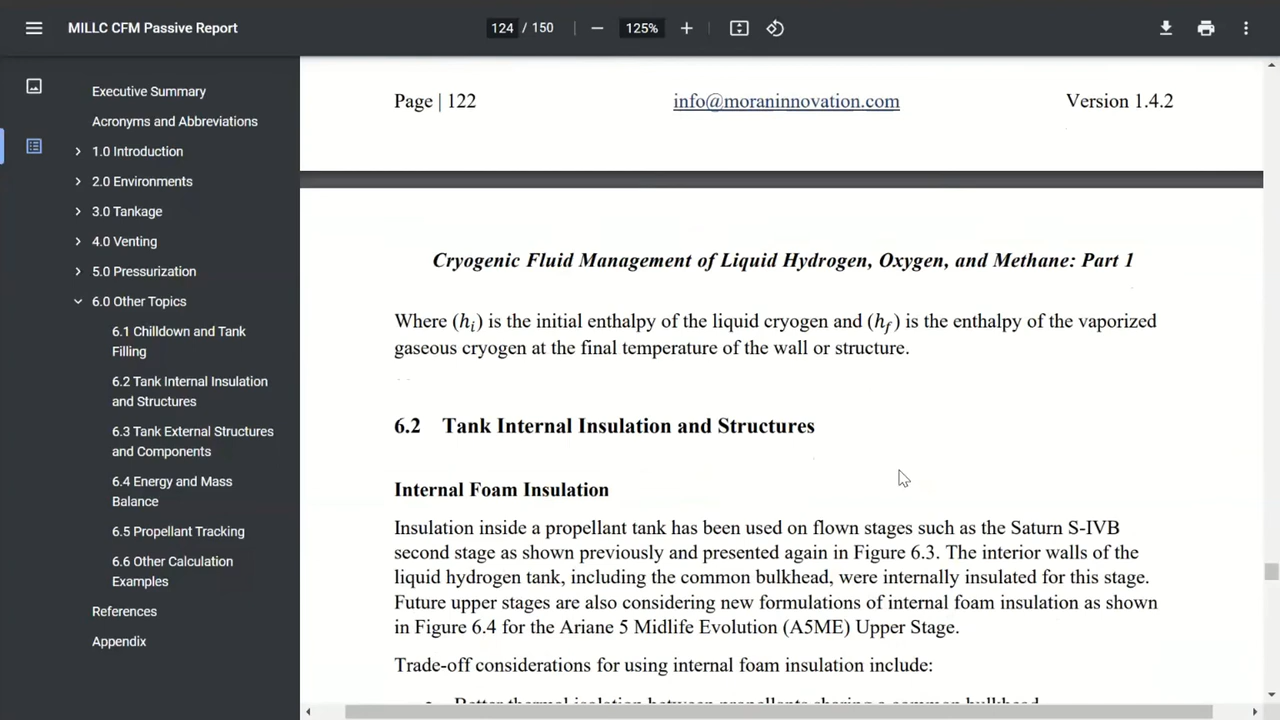 MILLC CFM Passive Report
124 / 150
125%
Executive Summary
Acronyms and Abbreviations
1.0 Introduction
2.0 Environments
3.0 Tankage
4.0 Venting
5.0 Pressurization
6.0 Other Topics
6.1 Chilldown and Tank
Filling
6.2 Tank Internal Insulation
and Structures
6.3 Tank External Structures
and Components
6.4 Energy and Mass
Balance
6.5 Propellant Tracking
6.6 Other Calculation
Examples
References
Appendix
Page | 122 info@moraninnovation.com Version 1.4.2
Cryogenic Fluid Management of Liquid Hydrogen, Oxygen, and Methane: Part 1
Where (hᵢ) is the initial enthalpy of the liquid cryogen and (h_f) is the enthalpy of the vaporized
gaseous cryogen at the final temperature of the wall or structure.
6.2 Tank Internal Insulation and Structures
Internal Foam Insulation
Insulation inside a propellant tank has been used on flown stages such as the Saturn S-IVB
second stage as shown previously and presented again in Figure 6.3. The interior walls of the
liquid hydrogen tank, including the common bulkhead, were internally insulated for this stage.
Future upper stages are also considering new formulations of internal foam insulation as shown
in Figure 6.4 for the Ariane 5 Midlife Evolution (A5ME) Upper Stage.
Trade-off considerations for using internal foam insulation include:
• Better thermal isolation between propellants sharing a common bulkhead